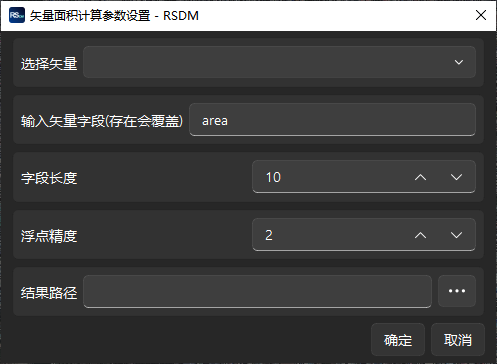 RSDM 矢量面积计算参数设置 - RSDM
选择矢量
输入矢量字段(存在会覆盖) area
字段长度 10
浮点精度 2
结果路径 •••
确定 取消